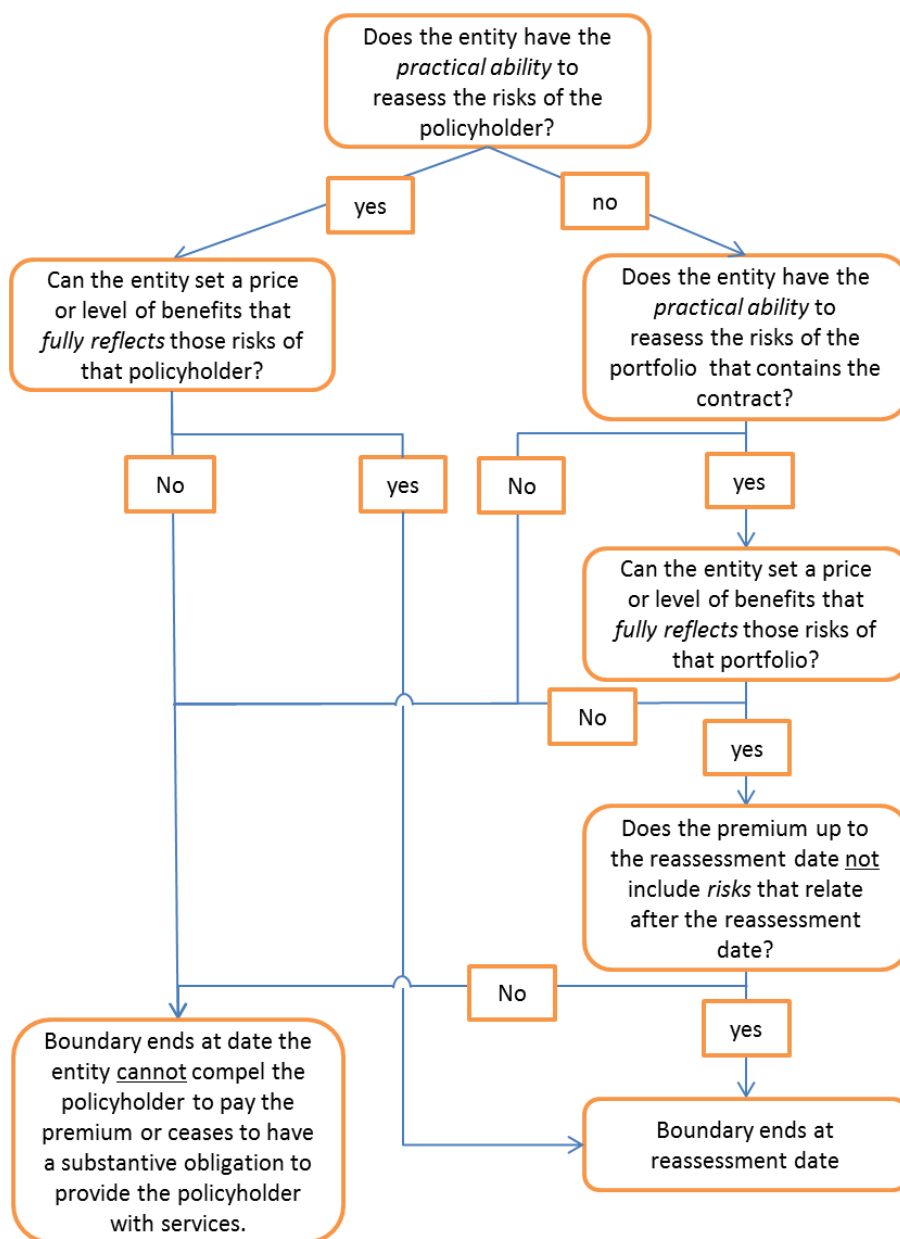 Does the entity have the
practical ability to
reasess the risks of the
policyholder?
yes
no
Can the entity set a price
or level of benefits that
fully reflects those risks of
that policyholder?
Does the entity have the
practical ability to
reasess the risks of the
portfolio that contains the
contract?
No
yes
No
yes
Can the entity set a price
or level of benefits that
fully reflects those risks of
that portfolio?
No
yes
Does the premium up to
the reassessment date not
include risks that relate
after the reassessment
date?
No
yes
Boundary ends at date the
entity cannot compel the
policyholder to pay the
premium or ceases to have
a substantive obligation to
provide the policyholder
with services.
Boundary ends at
reassessment date